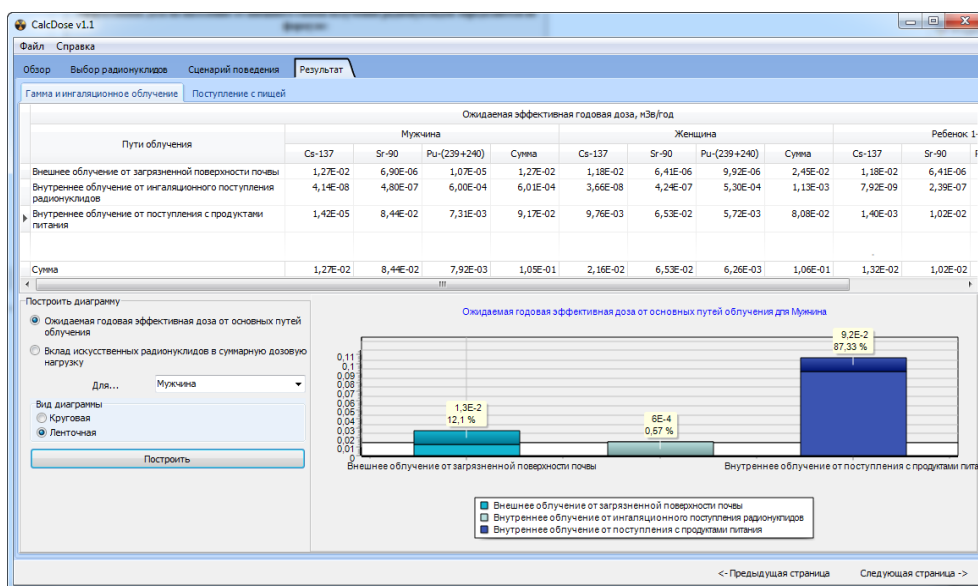 CalcDose v1.1
Файл Справка
Обзор Выбор радионуклидов Сценарий поведения Результат
Гамма и ингаляционное облучение Поступление с пищей
Ожидаемая эффективная годовая доза, мЗв/год
Пути облучения Мужчина Женщина Ребенок 1-
Cs-137 Sr-90 Pu-(239+240) Сумма Cs-137 Sr-90 Pu-(239+240) Сумма Cs-137 Sr-90
Внешнее облучение от загрязненной поверхности почвы 1,27E-02 6,90E-06 1,07E-05 1,27E-02 1,18E-02 6,41E-06 9,92E-06 2,45E-02 1,18E-02 6,41E-06
Внутреннее облучение от ингаляционного поступления
радионуклидов 4,14E-08 4,80E-07 6,00E-04 6,01E-04 3,66E-08 4,24E-07 5,30E-04 1,13E-03 7,92E-09 2,39E-07
Внутреннее облучение от поступления с продуктами
питания 1,42E-05 8,44E-02 7,31E-03 9,17E-02 9,76E-03 6,53E-02 5,72E-03 8,08E-02 1,40E-03 1,02E-02
Сумма 1,27E-02 8,44E-02 7,92E-03 1,05E-01 2,16E-02 6,53E-02 6,26E-03 1,06E-01 1,32E-02 1,02E-02
Построить диаграмму
Ожидаемая годовая эффективная доза от основных путей
облучения
Вклад искусственных радионуклидов в суммарную дозовую
нагрузку
Для... Мужчина
Вид диаграммы
Круговая
Ленточная
Построить
Ожидаемая годовая эффективная доза от основных путей облучения для Мужчина
0,11
0,1
0,09
0,08
0,07
0,06
0,05
0,04
0,03
0,02
0,01
0
1,3E-2
12,1 %
6E-4
0,57 %
9,2E-2
87,33 %
Внешнее облучение от загрязненной поверхности почвы Внутреннее облучение от поступления с продуктами пита
Внешнее облучение от загрязненной поверхности почвы
Внутреннее облучение от ингаляционного поступления радионуклидов
Внутреннее облучение от поступления с продуктами питания
<- Предыдущая страница Следующая страница ->